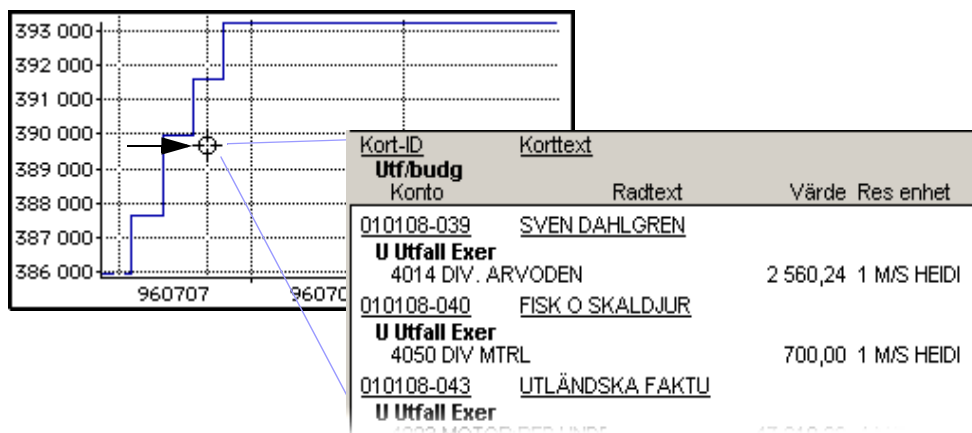 393 000
392 000
391 000
390 000
389 000
388 000
387 000
386 000
960707
Kort-ID Korttext
Utf/budg
Konto Radtext Värde Res enhet
010108-039 SVEN DAHLGREN
U Utfall Exer
4014 DIV. ARVODEN 2 560,24 1 M/S HEIDI
010108-040 FISK O SKALDJUR
U Utfall Exer
4050 DIV MTRL 700,00 1 M/S HEIDI
010108-043 UTLÄNDSKA FAKTU
U Utfall Exer